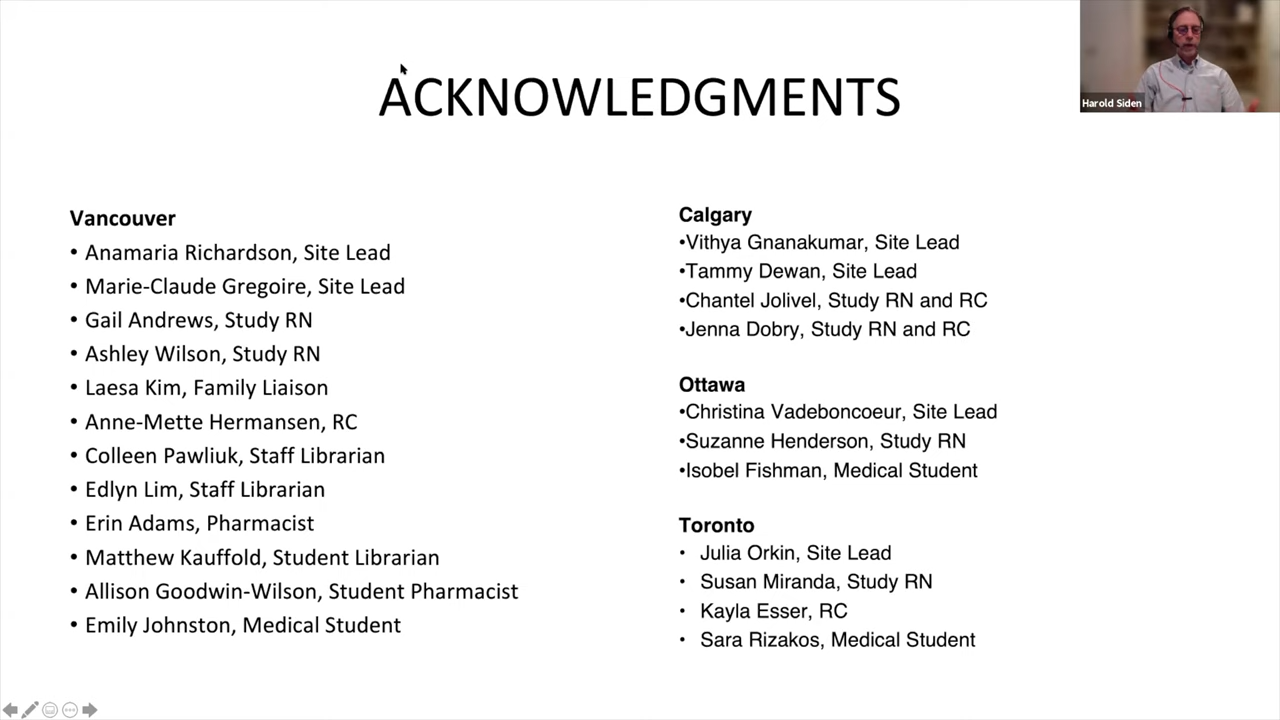 ACKNOWLEDGMENTS
Harold Siden
Vancouver
• Anamaria Richardson, Site Lead
• Marie-Claude Gregoire, Site Lead
• Gail Andrews, Study RN
• Ashley Wilson, Study RN
• Laesa Kim, Family Liaison
• Anne-Mette Hermansen, RC
• Colleen Pawliuk, Staff Librarian
• Edlyn Lim, Staff Librarian
• Erin Adams, Pharmacist
• Matthew Kauffold, Student Librarian
• Allison Goodwin-Wilson, Student Pharmacist
• Emily Johnston, Medical Student
Calgary
•Vithya Gnanakumar, Site Lead
•Tammy Dewan, Site Lead
•Chantel Jolivel, Study RN and RC
•Jenna Dobry, Study RN and RC
Ottawa
•Christina Vadeboncoeur, Site Lead
•Suzanne Henderson, Study RN
•Isobel Fishman, Medical Student
Toronto
• Julia Orkin, Site Lead
• Susan Miranda, Study RN
• Kayla Esser, RC
• Sara Rizakos, Medical Student